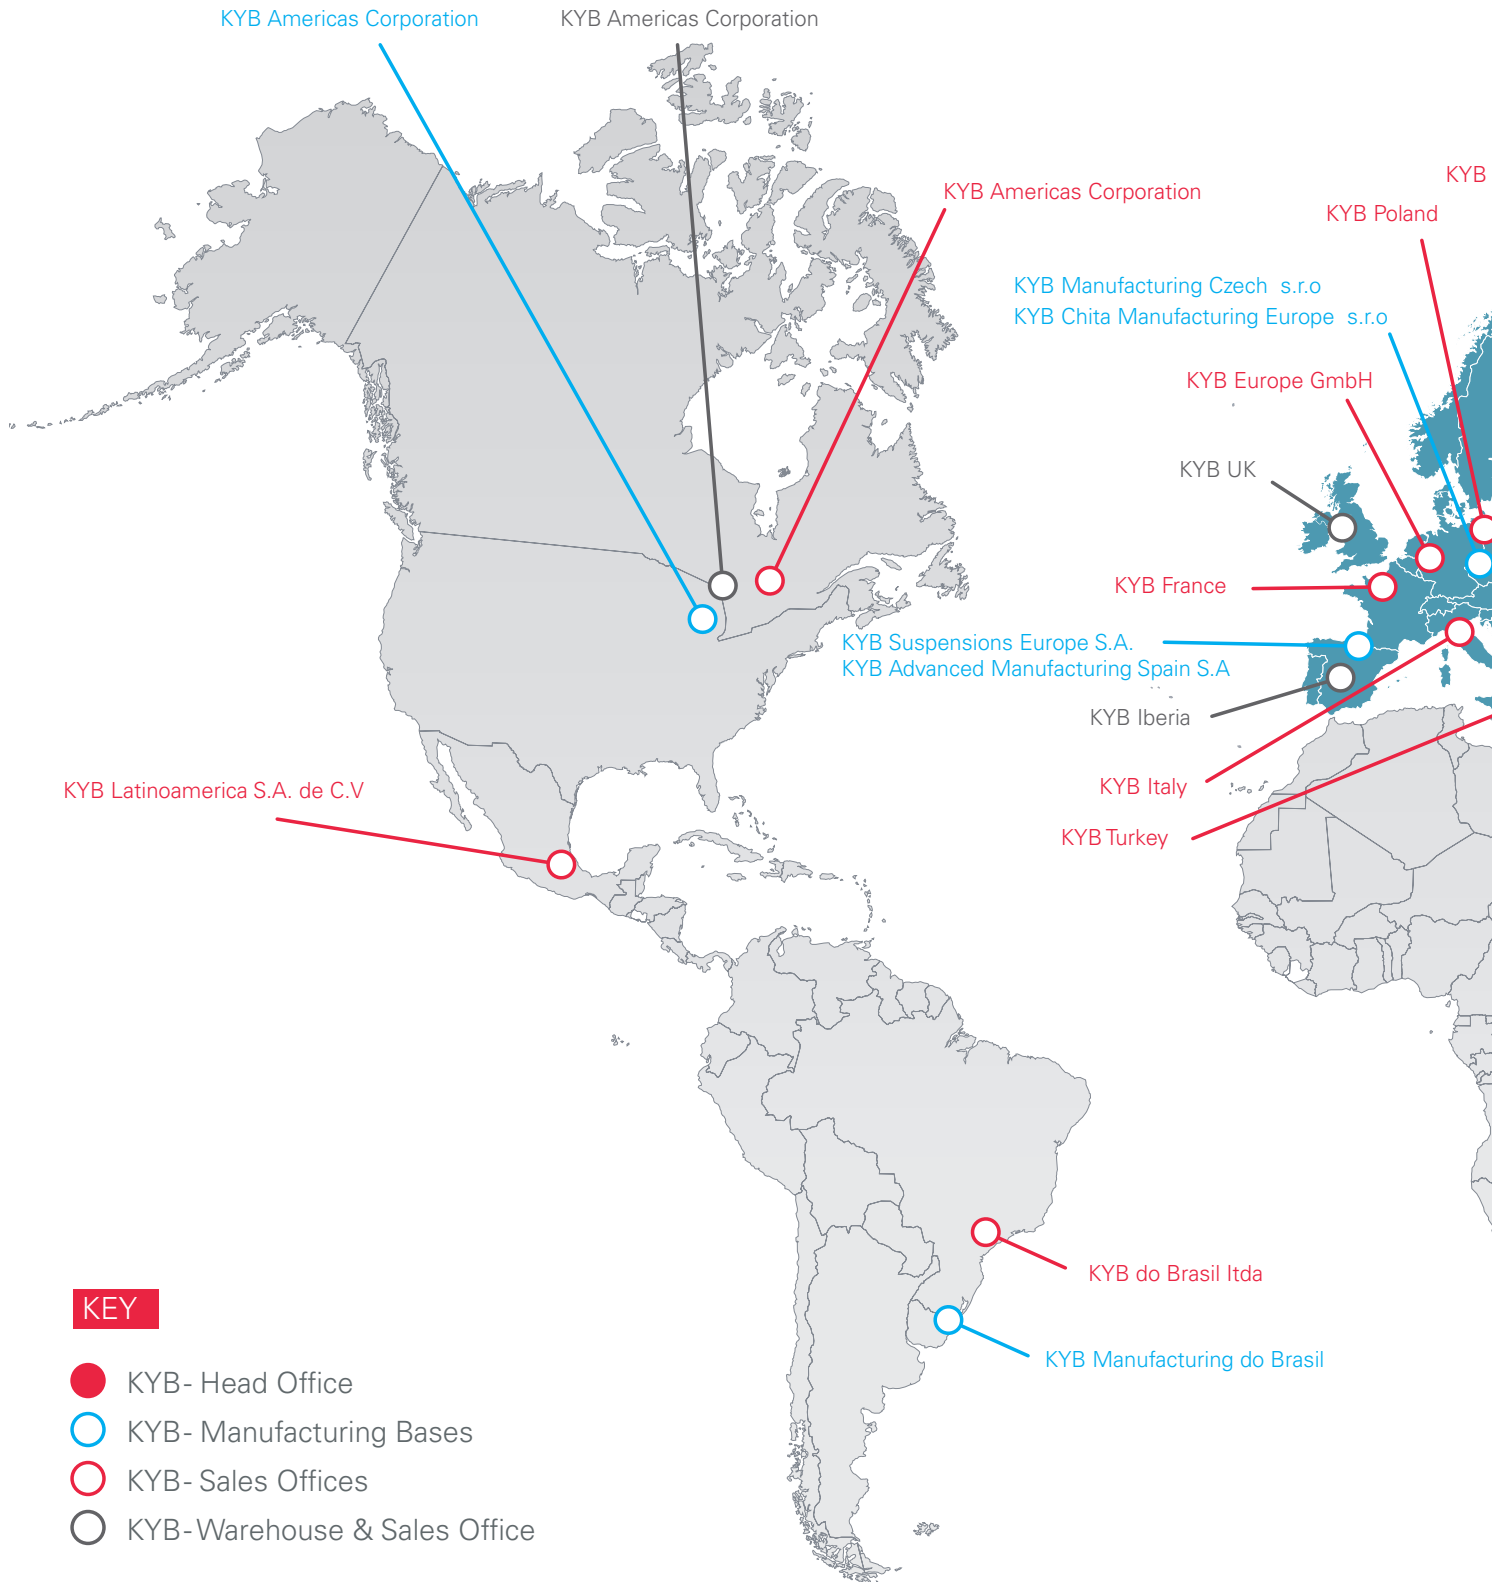 KYB Americas Corporation
KYB Americas Corporation
KYB
KYB Americas Corporation
KYB Poland
KYB Manufacturing Czech s.r.o
KYB Chita Manufacturing Europe s.r.o
KYB Europe GmbH
KYB UK
KYB France
KYB Suspensions Europe S.A.
KYB Advanced Manufacturing Spain S.A
KYB Iberia
KYB Latinoamerica S.A. de C.V
KYB Italy
KYB Turkey
KYB do Brasil ltda
KYB Manufacturing do Brasil
KEY
KYB- Head Office
KYB- Manufacturing Bases
KYB- Sales Offices
KYB-Warehouse & Sales Office